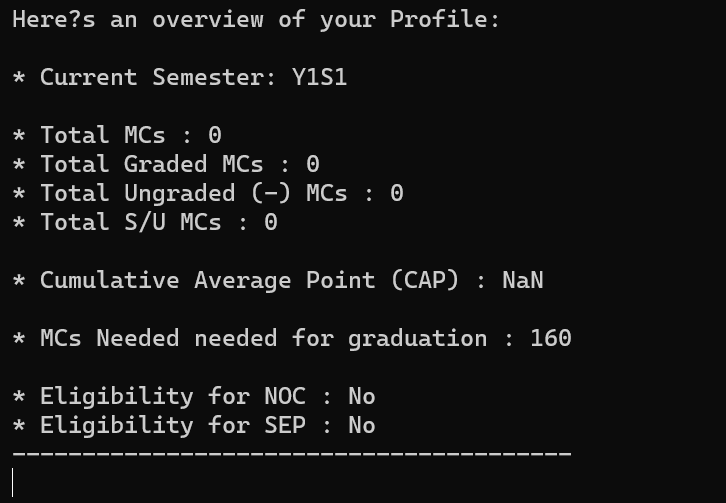 Here?s an overview of your Profile:
* Current Semester: Y1S1
* Total MCs : 0
* Total Graded MCs : 0
* Total Ungraded (-) MCs : 0
* Total S/U MCs : 0
* Cumulative Average Point (CAP) : NaN
* MCs Needed needed for graduation : 160
* Eligibility for NOC : No
* Eligibility for SEP : No
----------------------------------------